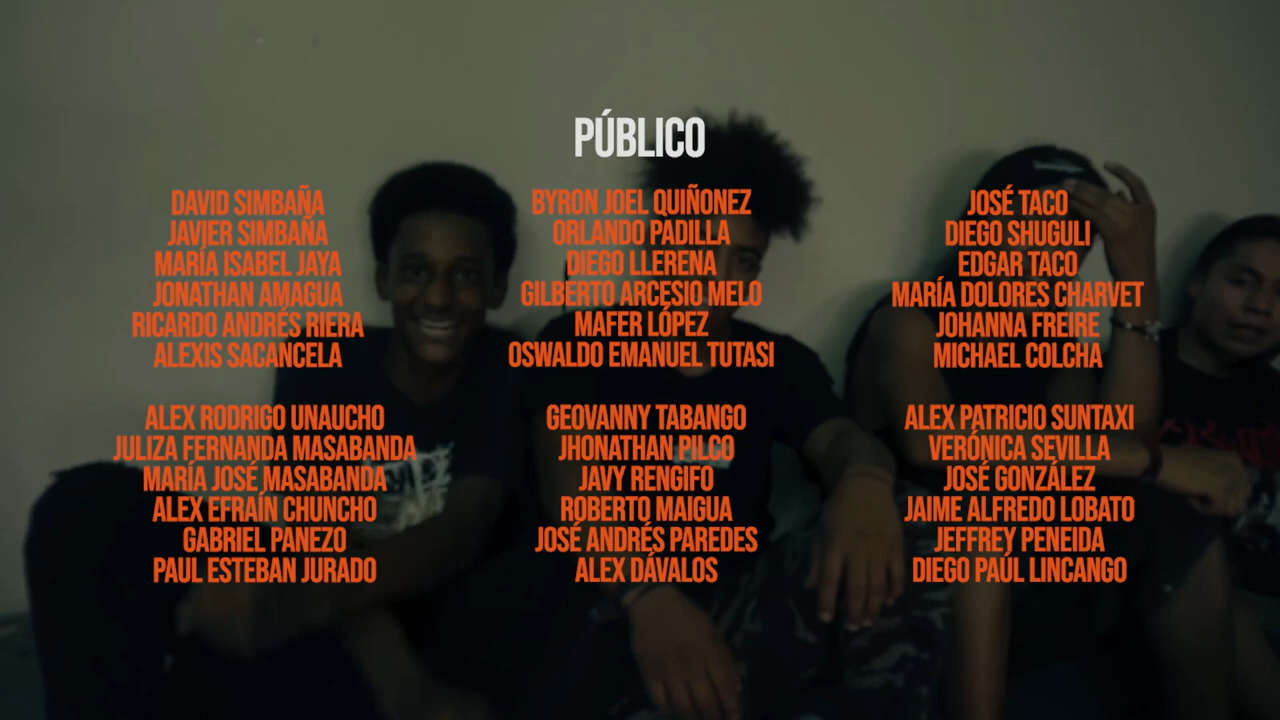 PÚBLICO
DAVID SIMBAÑA
JAVIER SIMBAÑA
MARÍA ISABEL JAYA
JONATHAN AMAGUA
RICARDO ANDRÉS RIERA
ALEXIS SACANCELA
ALEX RODRIGO UNAUCHO
JULIZA FERNANDA MASABANDA
MARÍA JOSÉ MASABANDA
ALEX EFRAÍN CHUNCHO
GABRIEL PANEZO
PAUL ESTEBAN JURADO
BYRON JOEL QUIÑONEZ
ORLANDO PADILLA
DIEGO LLERENA
GILBERTO ARCESIO MELO
MAFER LÓPEZ
OSWALDO EMANUEL TUTASI
GEOVANNY TABANGO
JHONATHAN PILCO
JAVY RENGIFO
ROBERTO MAIGUA
JOSÉ ANDRÉS PAREDES
ALEX DÁVALOS
JOSÉ TACO
DIEGO SHUGULI
EDGAR TACO
MARÍA DOLORES CHARVET
JOHANNA FREIRE
MICHAEL COLCHA
ALEX PATRICIO SUNTAXI
VERÓNICA SEVILLA
JOSÉ GONZÁLEZ
JAIME ALFREDO LOBATO
JEFFREY PENEIDA
DIEGO PAÚL LINCANGO